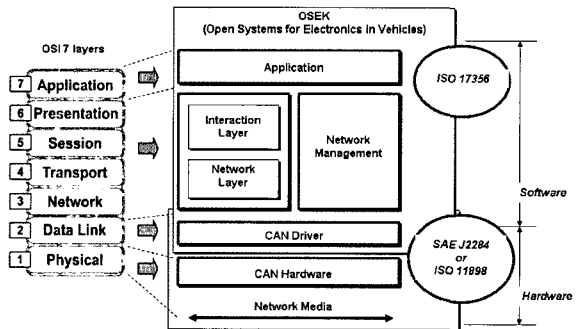 OSEK
(Open Systems for Electronics in Vehicles)
OSI 7 layers
7 Application
6 Presentation
5 Session
4 Transport
3 Network
2 Data Link
1 Physical
Application
Interaction
Layer
Network
Layer
Network
Management
CAN Driver
CAN Hardware
Network Media
ISO 17356
Software
SAE J2284
or
ISO 11898
Hardware